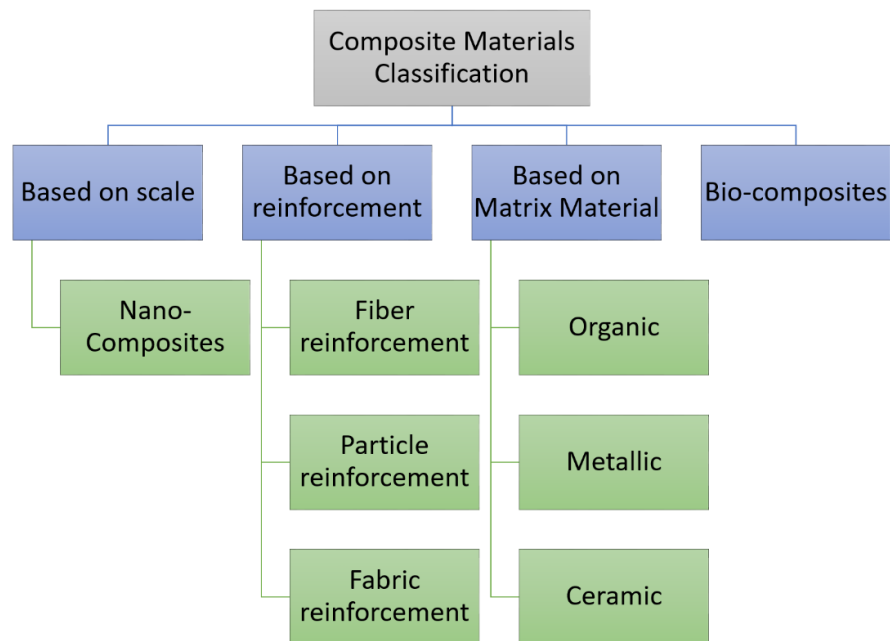 Composite Materials
Classification
Based on scale
Based on
reinforcement
Based on
Matrix Material
Bio-composites
Nano-
Composites
Fiber
reinforcement
Organic
Particle
reinforcement
Metallic
Fabric
reinforcement
Ceramic